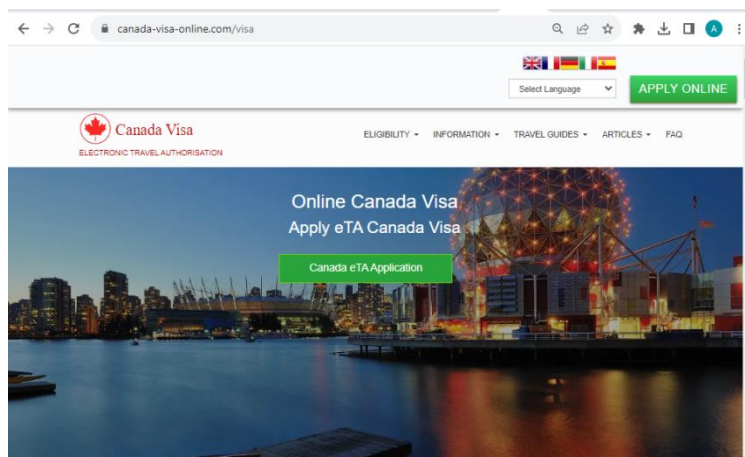 canada-visa-online.com/visa
A
Select Language
APPLY ONLINE
Canada Visa
ELECTRONIC TRAVEL AUTHORISATION
ELIGIBILITY
INFORMATION
TRAVEL GUIDES
ARTICLES
FAQ
Online Canada Visa
Apply eTA Canada Visa
Canada eTA Application